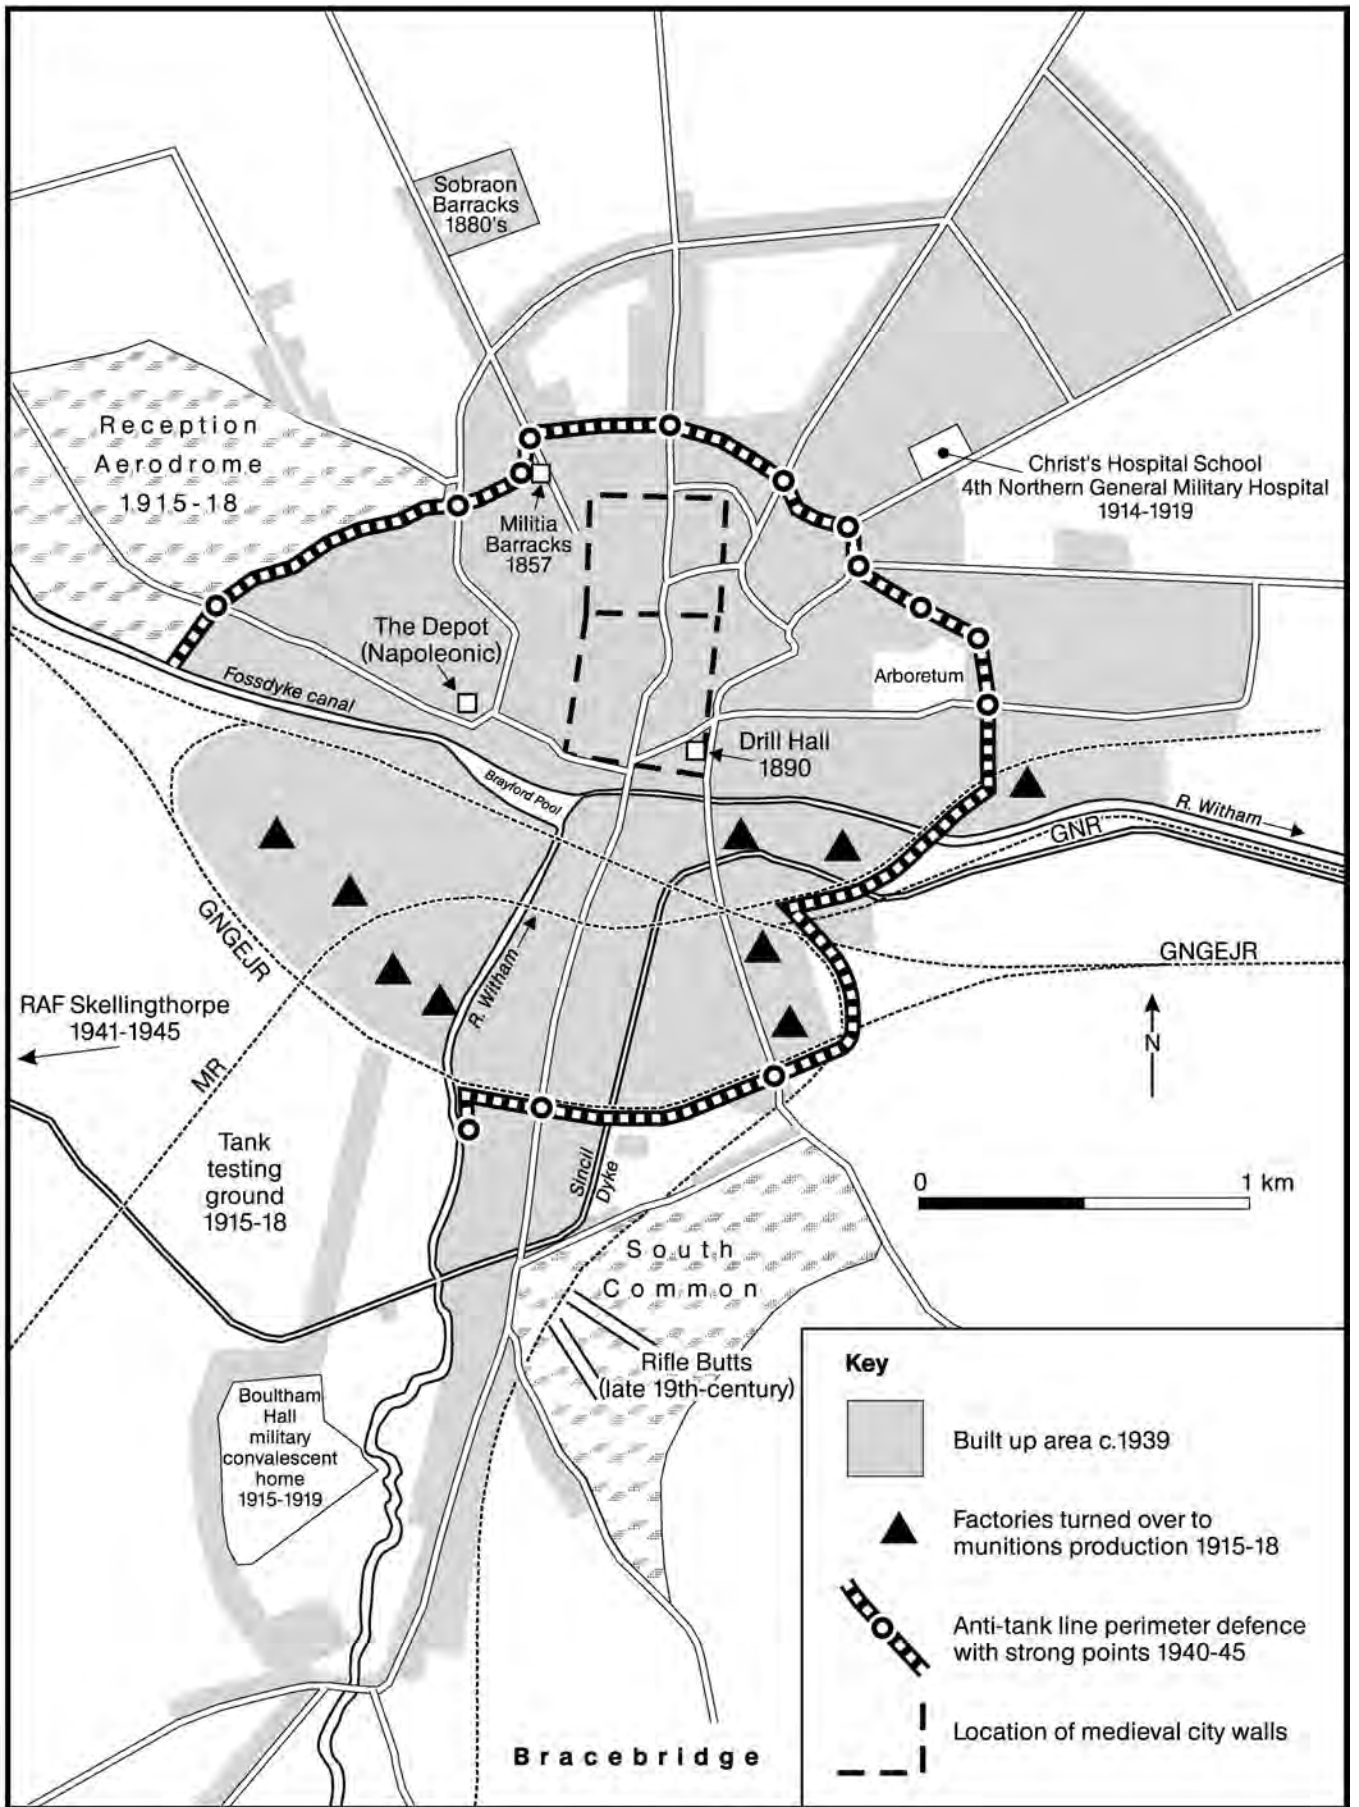 Sobraon
Barracks
1880's
Reception
Aerodrome
1915-18
Christ's Hospital School
4th Northern General Military Hospital
1914-1919
Militia
Barracks
1857
The Depot
(Napoleonic)
Arboretum
Fossdyke canal
Drill Hall
1890
Brayford Pool
R. Witham
GNR
GNGEJR
GNGEJR
R. Witham
RAF Skellingthorpe
1941-1945
MR
N
Tank
testing
ground
1915-18
Sincil
Dyke
0 1 km
South
Common
Rifle Butts
(late 19th-century)
Boultham
Hall
military
convalescent
home
1915-1919
Bracebridge
Key
Built up area c.1939
Factories turned over to
munitions production 1915-18
Anti-tank line perimeter defence
with strong points 1940-45
Location of medieval city walls